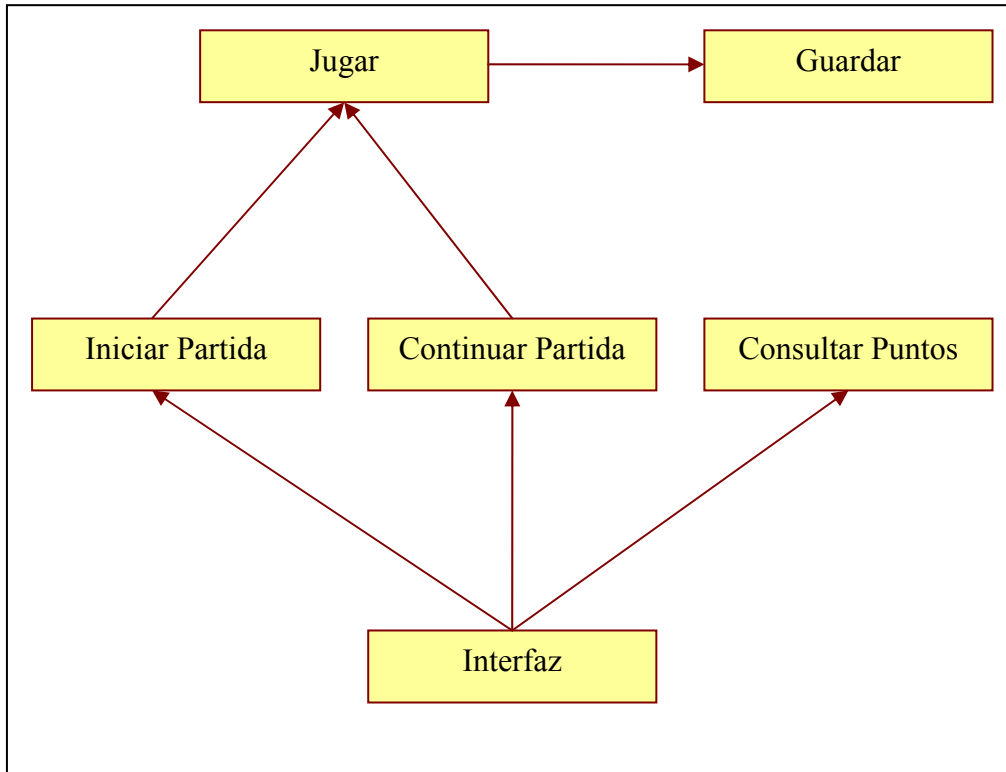 Jugar
Guardar
Iniciar Partida
Continuar Partida
Consultar Puntos
Interfaz